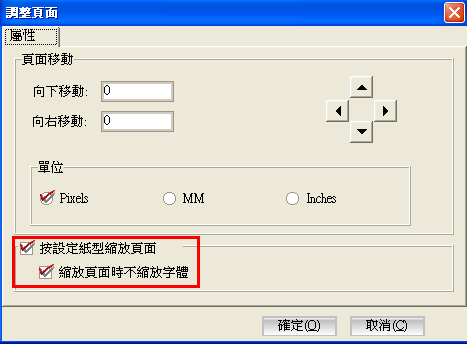 調整頁面
屬性
頁面移動
向下移動: 0
向右移動: 0
單位
Pixels MM Inches
按設定紙型縮放頁面
縮放頁面時不縮放字體
確定(O) 取消(C)